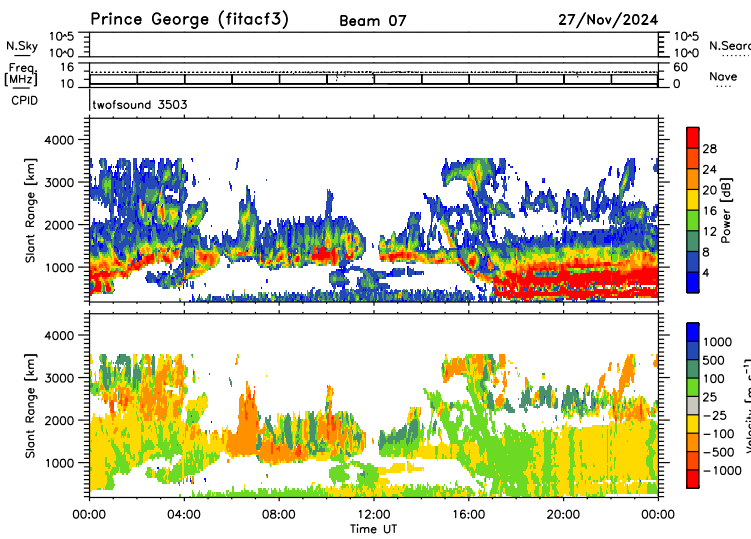 Prince George (fitacf3) Beam 07 27/Nov/2024
N.Sky 10^5 10^0 10^5 10^0 N.Searc
Freq [MHz] 16 10 60 0 Nave
CPID twofsound 3503
Slant Range [km] 4000 3000 2000 1000
28 24 20 16 12 8 4 Power [dB]
Slant Range [km] 4000 3000 2000 1000
1000 500 100 25 −25 −100 −500 −1000 Velocity [m s⁻¹]
00:00 04:00 08:00 12:00 16:00 20:00 00:00
Time UT